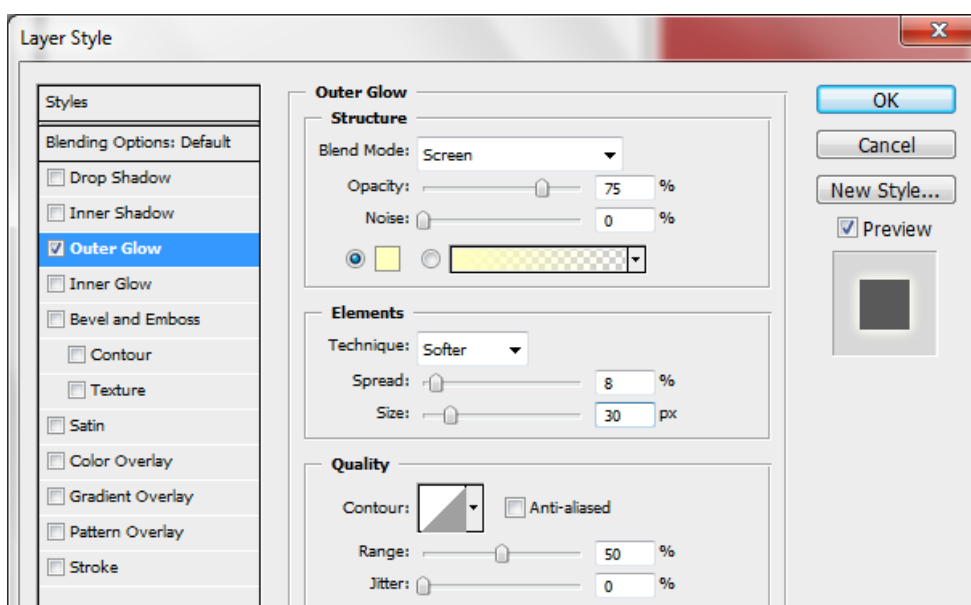 Layer Style
Styles
Blending Options: Default
Drop Shadow
Inner Shadow
Outer Glow
Inner Glow
Bevel and Emboss
Contour
Texture
Satin
Color Overlay
Gradient Overlay
Pattern Overlay
Stroke
Outer Glow
Structure
Blend Mode: Screen
Opacity: 75 %
Noise: 0 %
Elements
Technique: Softer
Spread: 8 %
Size: 30 px
Quality
Contour: Anti-aliased
Range: 50 %
Jitter: 0 %
OK
Cancel
New Style...
Preview